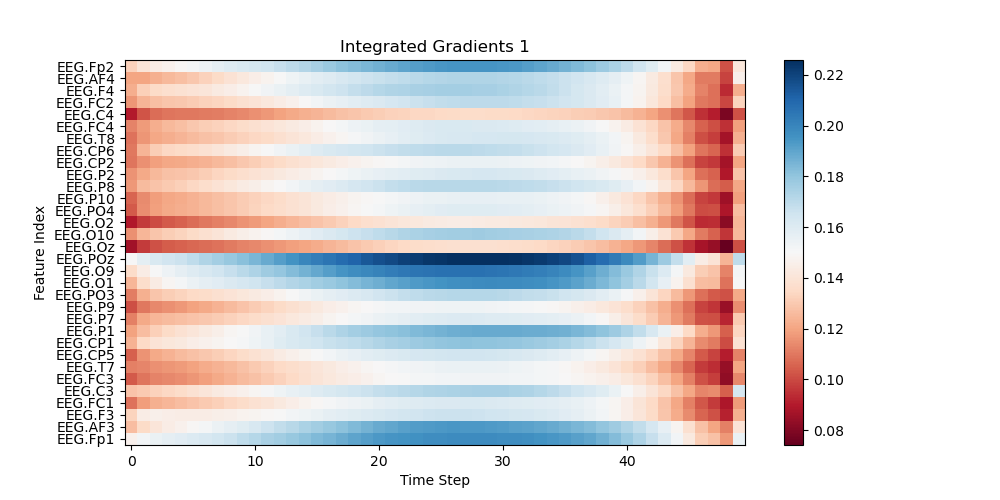 Integrated Gradients 1
Feature Index
EEG.Fp2
EEG.AF4
EEG.F4
EEG.FC2
EEG.C4
EEG.FC4
EEG.T8
EEG.CP6
EEG.CP2
EEG.P2
EEG.P8
EEG.P10
EEG.PO4
EEG.O2
EEG.O10
EEG.Oz
EEG.POz
EEG.O9
EEG.O1
EEG.PO3
EEG.P9
EEG.P7
EEG.P1
EEG.CP1
EEG.CP5
EEG.T7
EEG.FC3
EEG.C3
EEG.FC1
EEG.F3
EEG.AF3
EEG.Fp1
0 10 20 30 40
Time Step
0.22
0.20
0.18
0.16
0.14
0.12
0.10
0.08